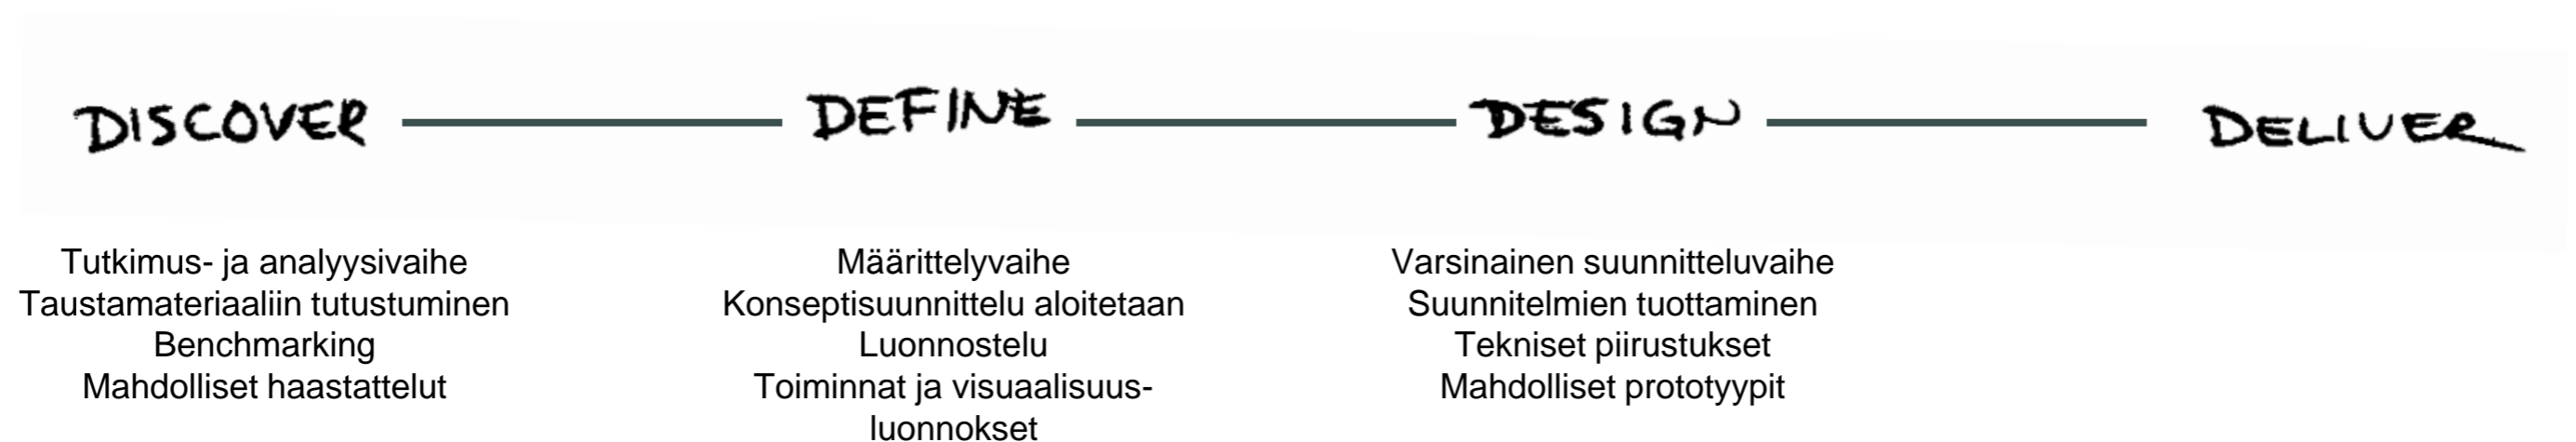 DISCOVER DEFINE DESIGN DELIVER
Tutkimus- ja analyysivaihe
Taustamateriaaliin tutustuminen
Benchmarking
Mahdolliset haastattelut
Määrittelyvaihe
Konseptisuunnittelu aloitetaan
Luonnostelu
Toiminnat ja visuaalisuus-
luonnokset
Varsinainen suunnitteluvaihe
Suunnitelmien tuottaminen
Tekniset piirustukset
Mahdolliset prototyypit